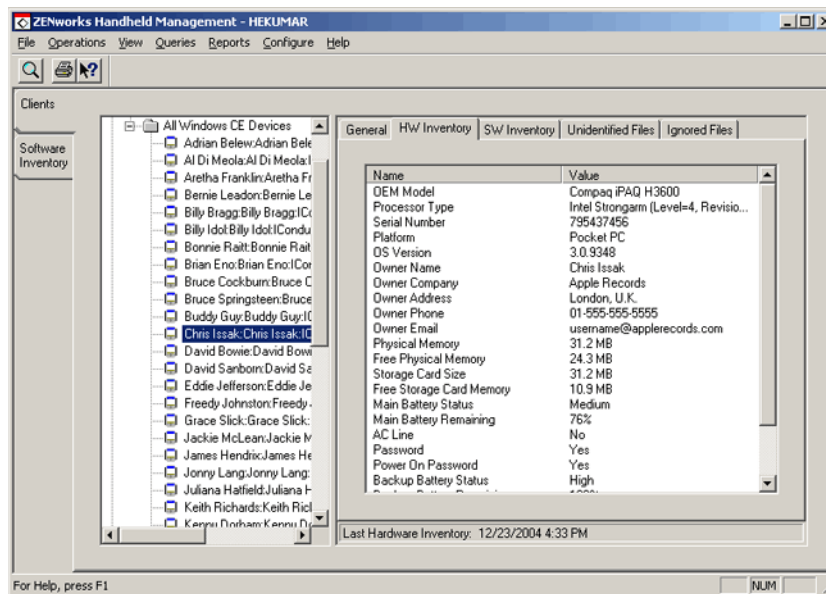 ZENworks Handheld Management - HEKUMAR
File Operations View Queries Reports Configure Help
Clients
Software
Inventory
All Windows CE Devices
Adrian Belew:Adrian Bele
Al Di Meola:Al Di Meola:I
Aretha Franklin:Aretha Fr
Bernie Leadon:Bernie Le
Billy Bragg:Billy Bragg:ICo
Billy Idol:Billy Idol:ICondu
Bonnie Raitt:Bonnie Rait
Brian Eno:Brian Eno:ICor
Bruce Cockburn:Bruce C
Bruce Springsteen:Bruce
Buddy Guy:Buddy Guy:IC
Chris Issak:Chris Issak:IC
David Bowie:David Bowi
David Sanborn:David Sa
Eddie Jefferson:Eddie Je
Freedy Johnston:Freedy
Grace Slick:Grace Slick:
Jackie McLean:Jackie M
James Hendrix:James He
Jonny Lang:Jonny Lang:
Juliana Hatfield:Juliana H
Keith Richards:Keith Ricl
Kenny Dorham:Kenny Do
General HW Inventory SW Inventory Unidentified Files Ignored Files
Name Value
OEM Model Compaq iPAQ H3600
Processor Type Intel Strongarm (Level=4, Revisio...
Serial Number 795437456
Platform Pocket PC
OS Version 3.0.9348
Owner Name Chris Issak
Owner Company Apple Records
Owner Address London, U.K.
Owner Phone 01-555-555-5555
Owner Email username@applerecords.com
Physical Memory 31.2 MB
Free Physical Memory 24.3 MB
Storage Card Size 31.2 MB
Free Storage Card Memory 10.9 MB
Main Battery Status Medium
Main Battery Remaining 76%
AC Line No
Password Yes
Power On Password Yes
Backup Battery Status High
Last Hardware Inventory: 12/23/2004 4:33 PM
For Help, press F1 NUM